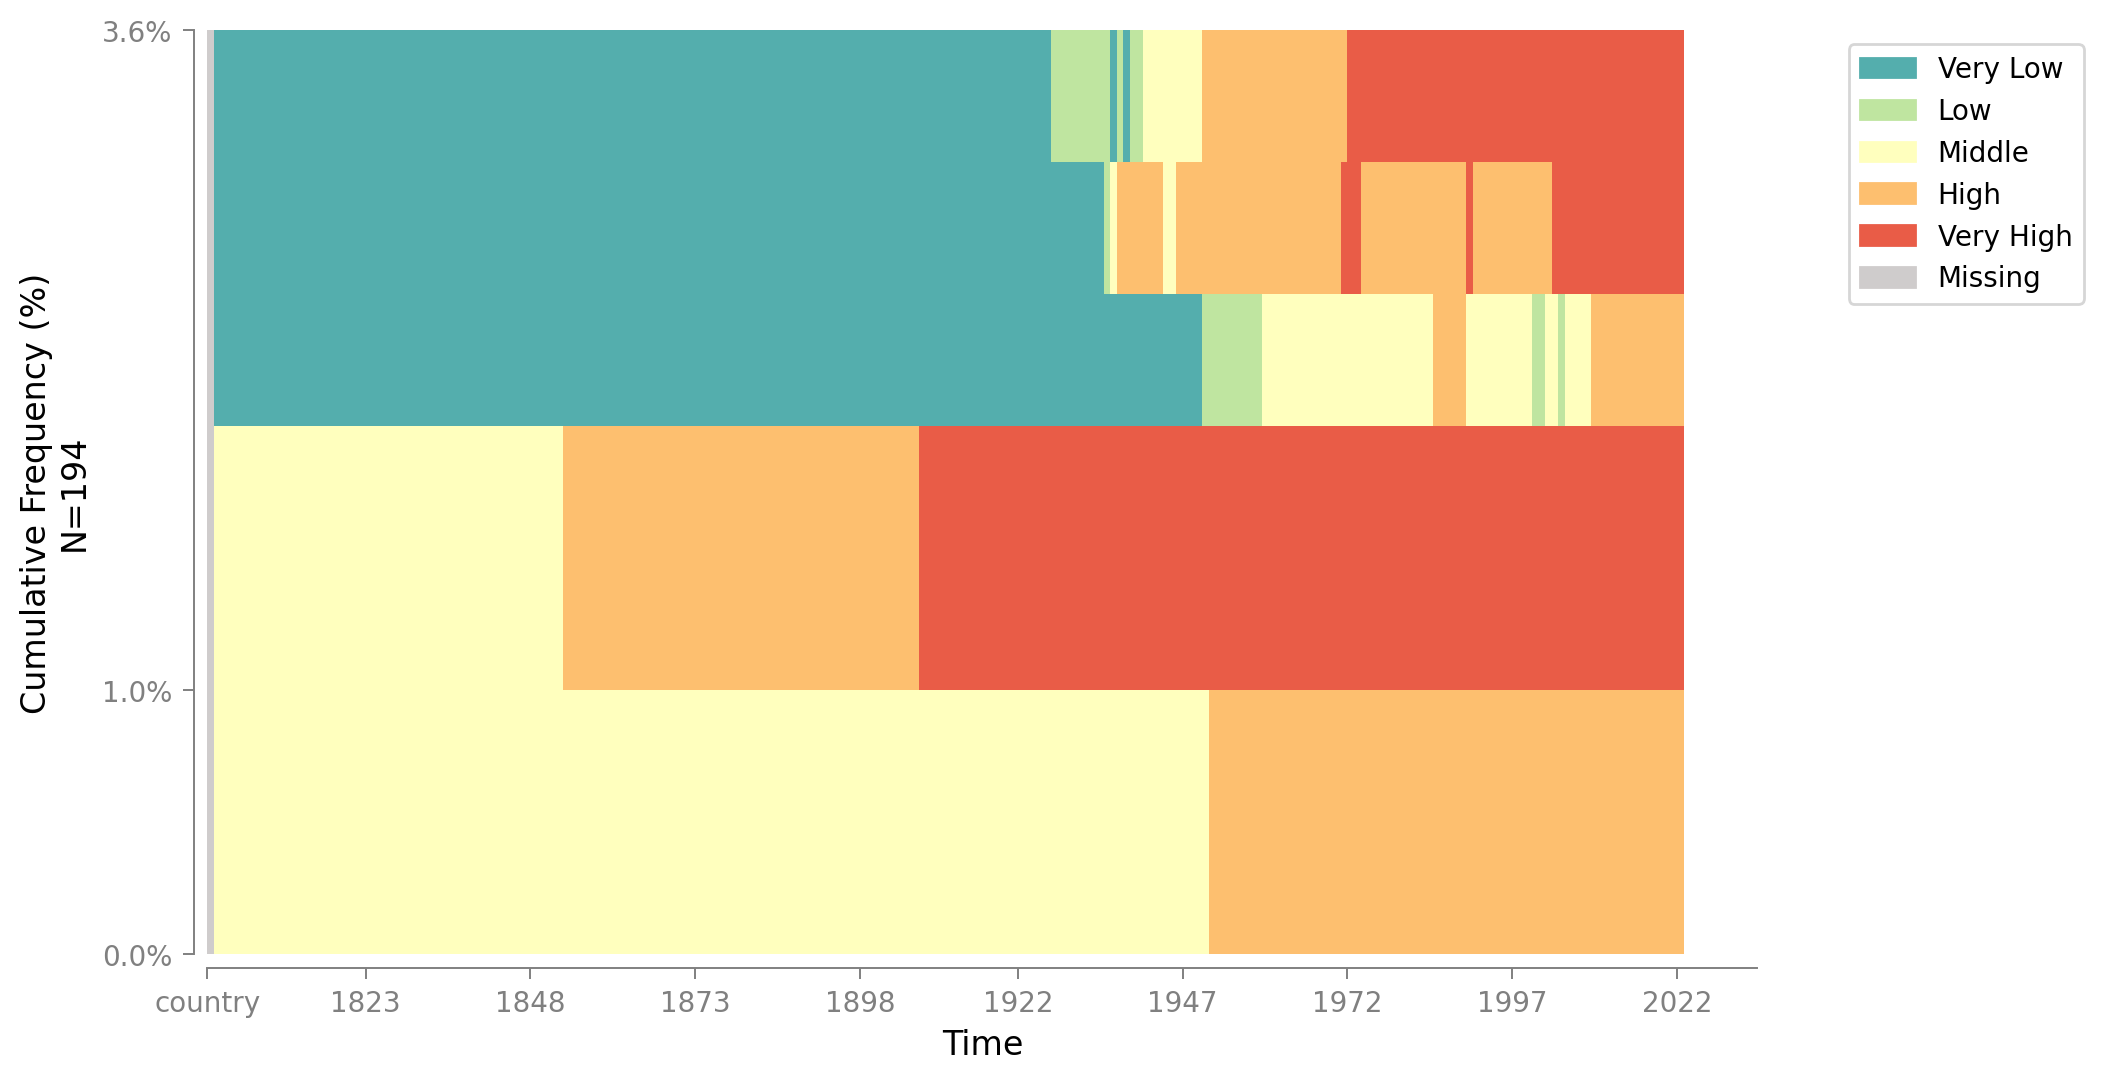 3.6%
1.0%
0.0%
Cumulative Frequency (%)
N=194
country 1823 1848 1873 1898 1922 1947 1972 1997 2022
Time
Very Low
Low
Middle
High
Very High
Missing